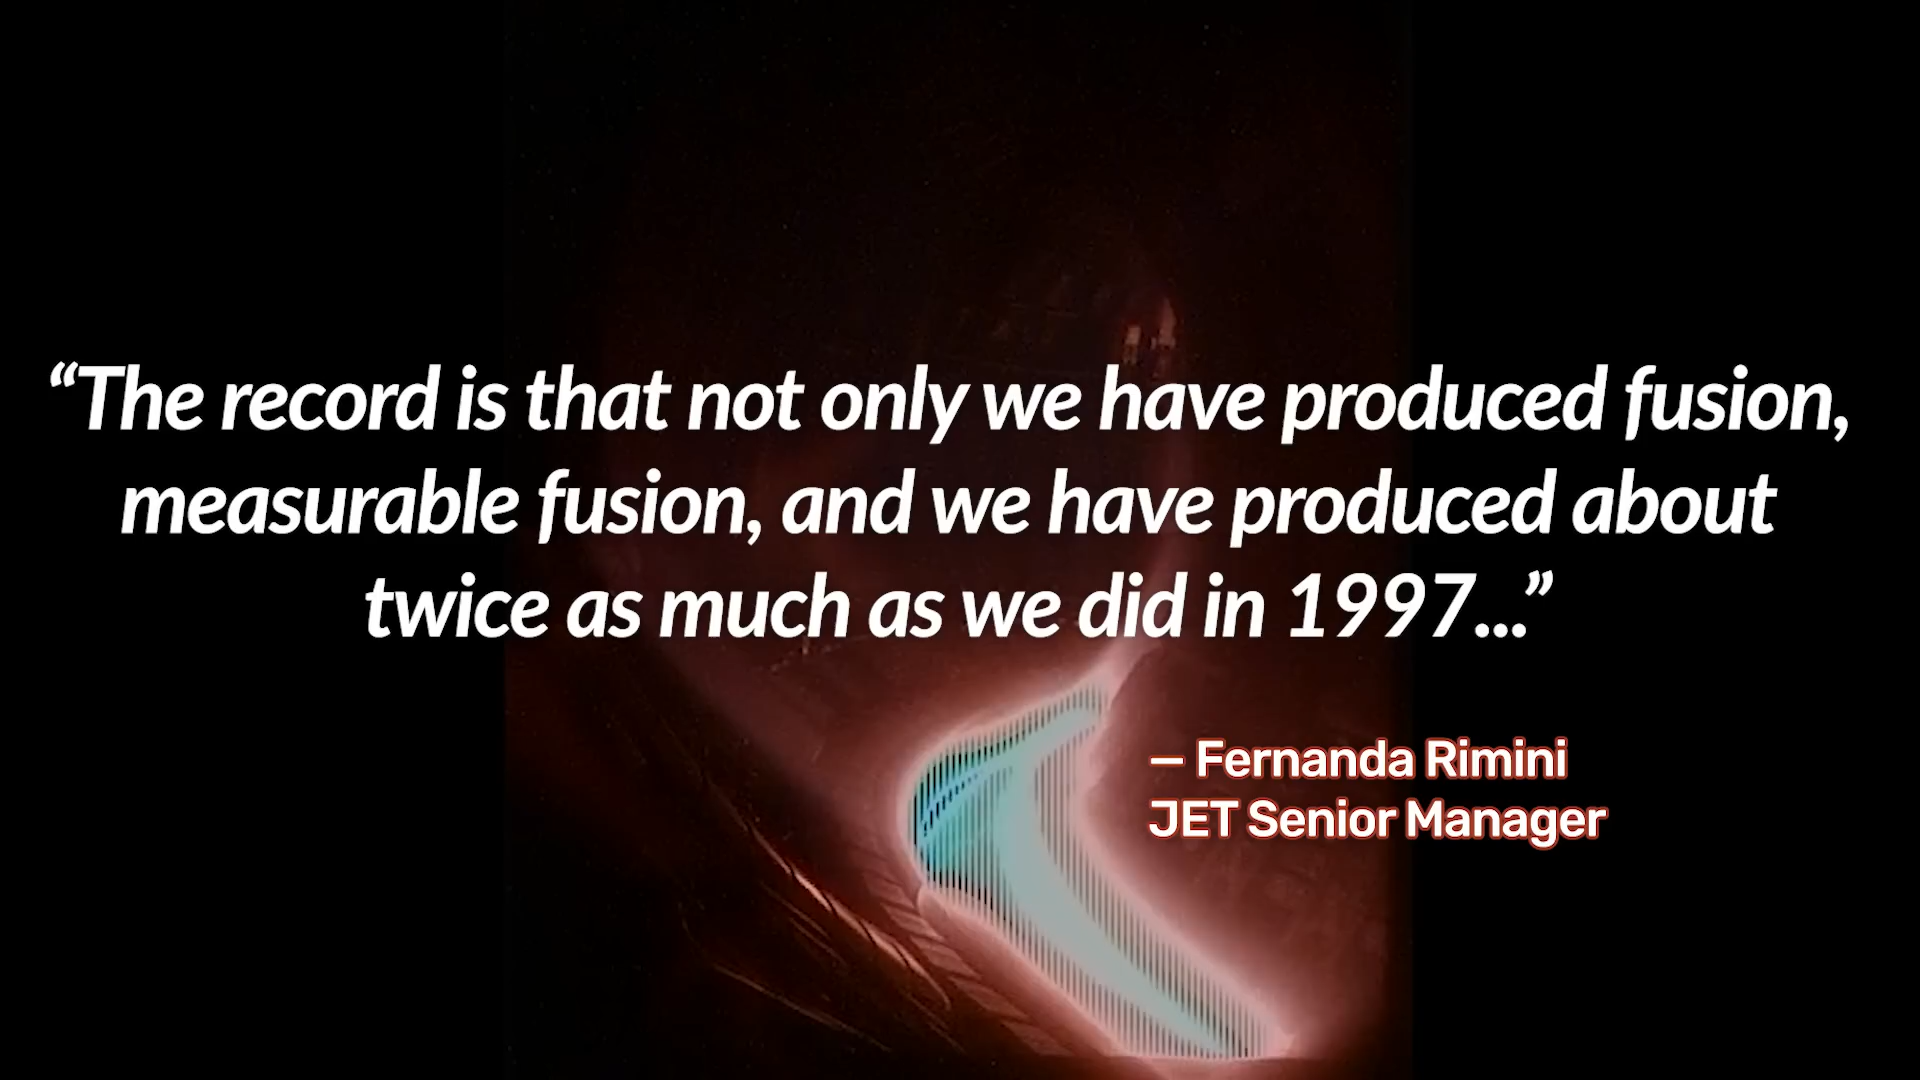 “The record is that not only we have produced fusion,
measurable fusion, and we have produced about
twice as much as we did in 1997...”
– Fernanda Rimini
JET Senior Manager